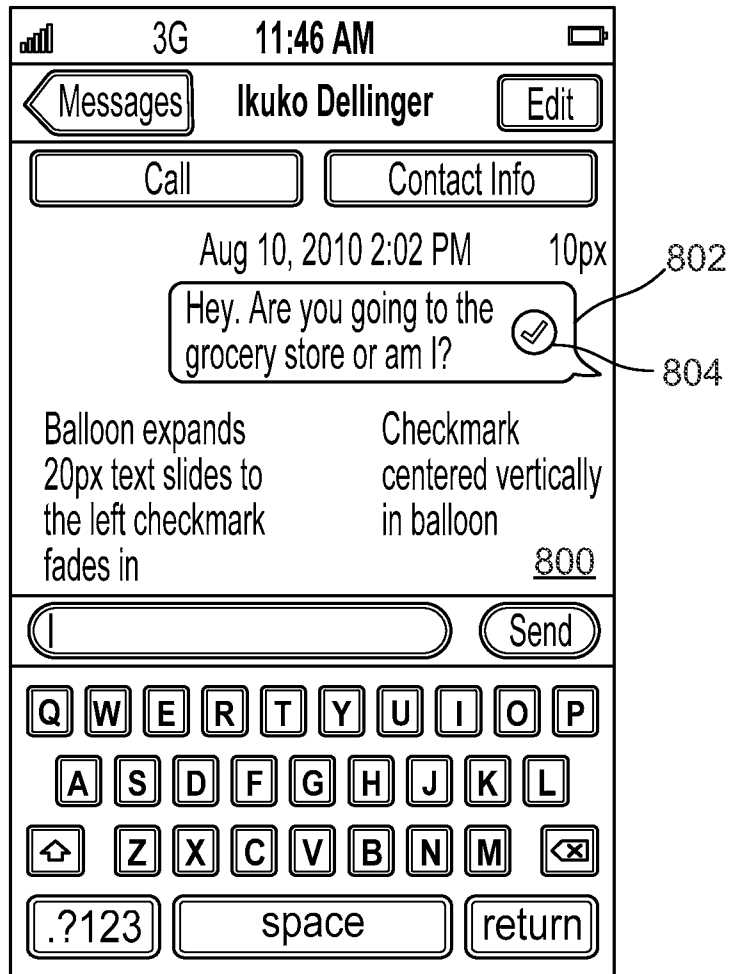 3G 11:46 AM
Messages Ikuko Dellinger Edit
Call Contact Info
Aug 10, 2010 2:02 PM 10px
802
Hey. Are you going to the
grocery store or am I?
804
Balloon expands
20px text slides to
the left checkmark
fades in
Checkmark
centered vertically
in balloon
800
Send
Q W E R T Y U I O P
A S D F G H J K L
Z X C V B N M
.?123 space return